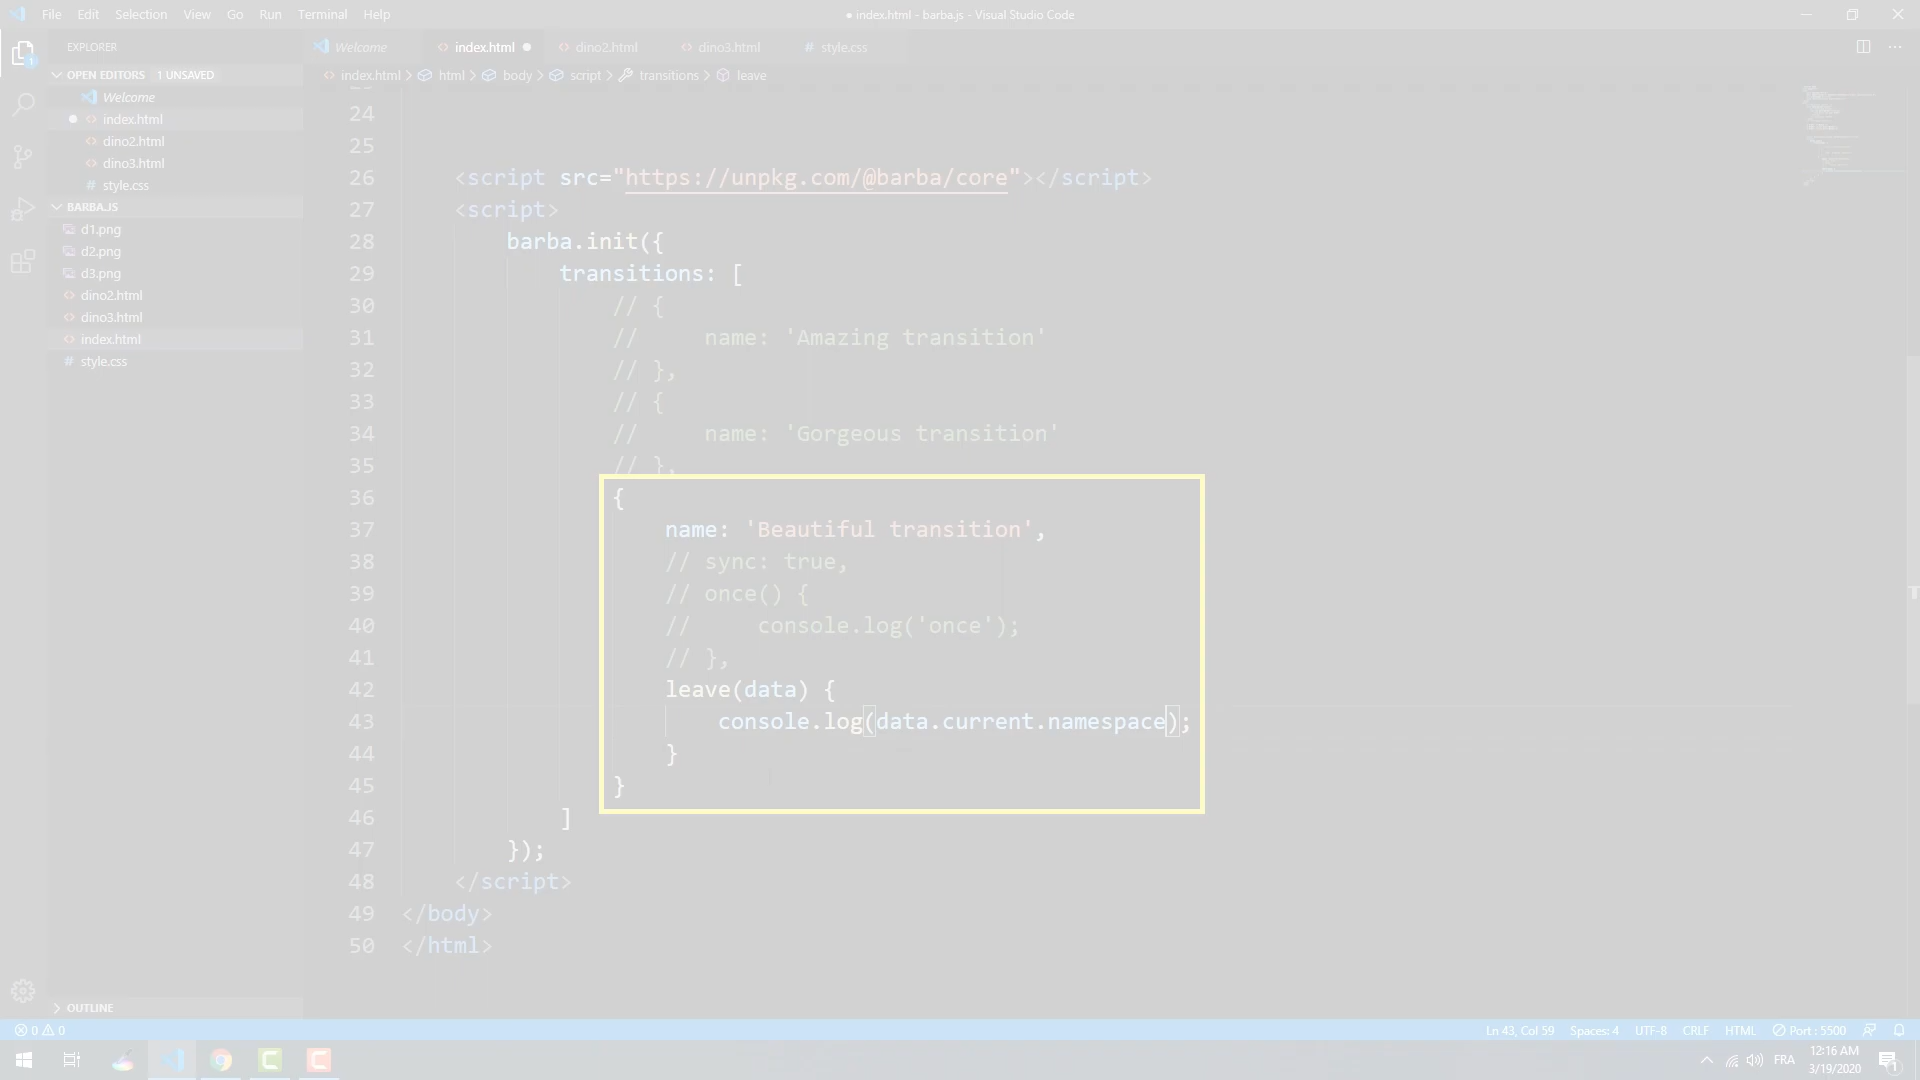 File Edit Selection View Go Run Terminal Help
● index.html - barba.js - Visual Studio Code
EXPLORER
Welcome
index.html
dino2.html
dino3.html
style.css
OPEN EDITORS 1 UNSAVED
index.html > html > body > script > transitions > leave
Welcome
index.html
dino2.html
dino3.html
style.css
BARBA.JS
d1.png
d2.png
d3.png
dino2.html
dino3.html
index.html
style.css
OUTLINE
24
25
26 <script src="https://unpkg.com/@barba/core"></script>
27 <script>
28 barba.init({
29 transitions: [
30 // {
31 // name: 'Amazing transition'
32 // },
33 // {
34 // name: 'Gorgeous transition'
35 // },
36 {
37 name: 'Beautiful transition',
38 // sync: true,
39 // once() {
40 // console.log('once');
41 // },
42 leave(data) {
43 console.log(data.current.namespace);
44 }
45 }
46 ]
47 });
48 </script>
49 </body>
50 </html>
0 0
Ln 43, Col 59 Spaces: 4 UTF-8 CRLF HTML Port : 5500
FRA
12:16 AM
3/19/2020